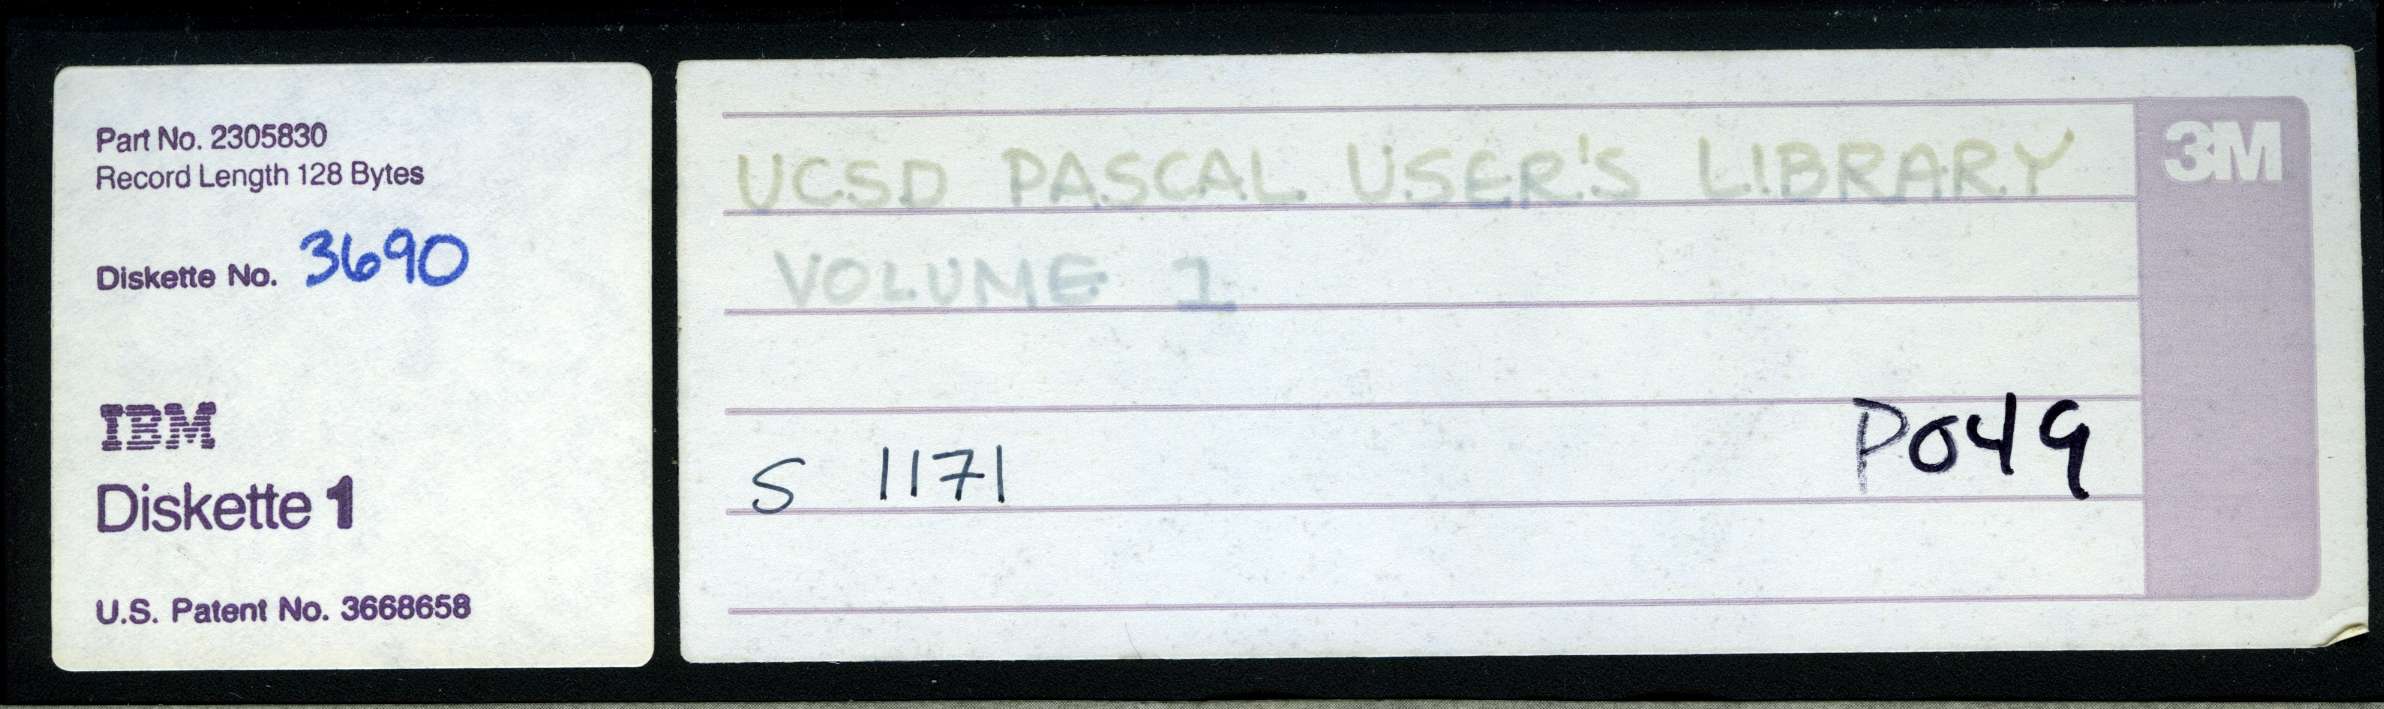 Part No. 2305830
Record Length 128 Bytes
Diskette No. 3690
IBM
Diskette 1
U.S. Patent No. 3668658
UCSD PASCAL USER'S LIBRARY
VOLUME 1
S 1171
P049
3M